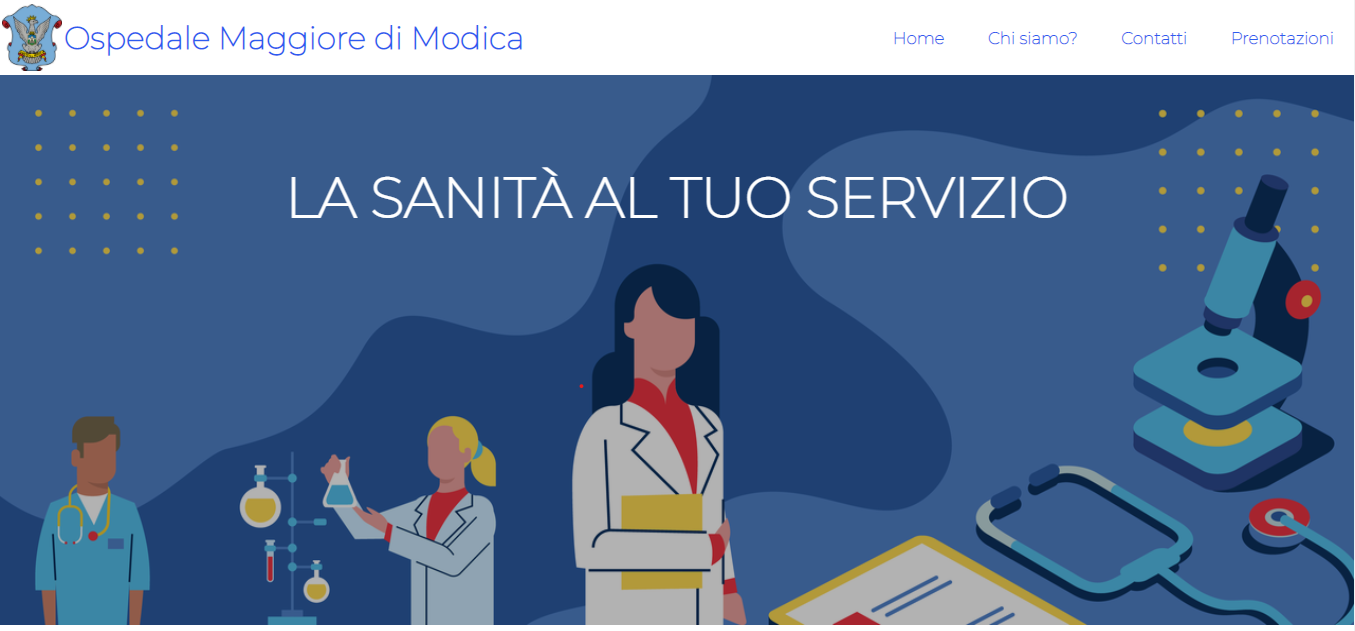 Ospedale Maggiore di Modica
Home Chi siamo? Contatti Prenotazioni
LA SANITÀ AL TUO SERVIZIO